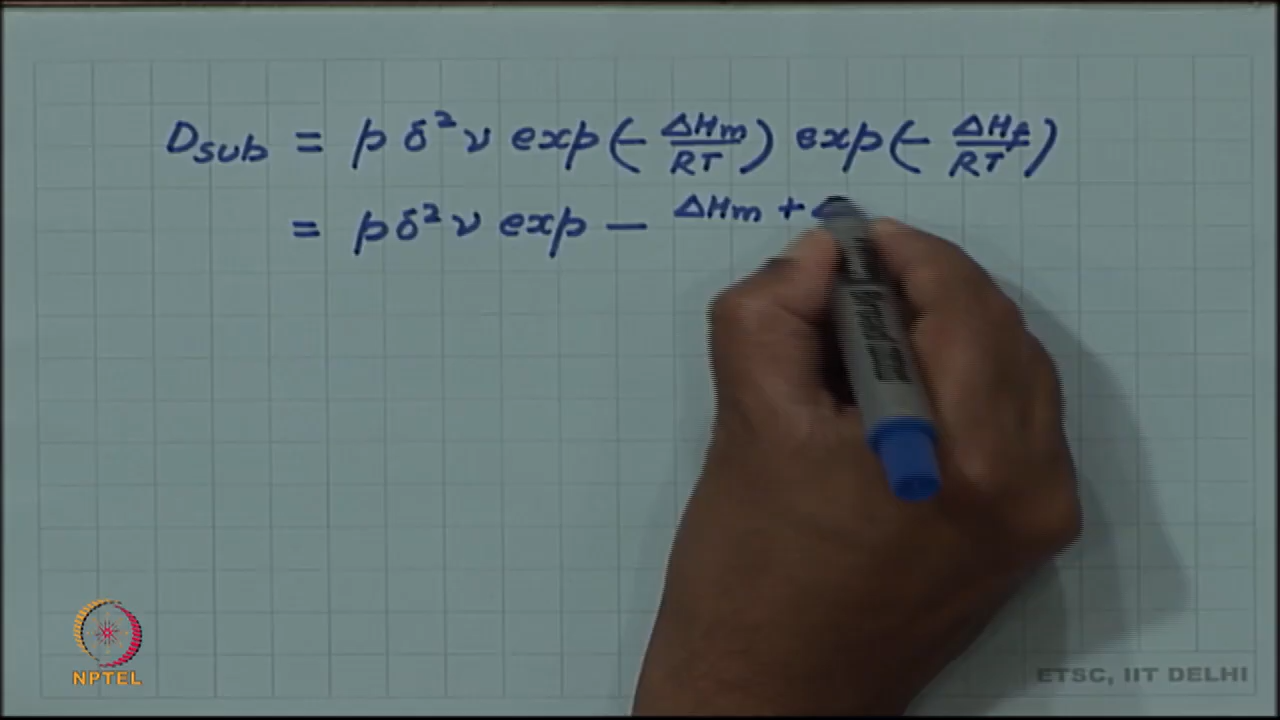 D_sub = p δ² ν exp(- ΔHm/RT) exp(- ΔHf/RT)
= p δ² ν exp - ΔHm + Δ
NPTEL
ETSC, IIT DELHI